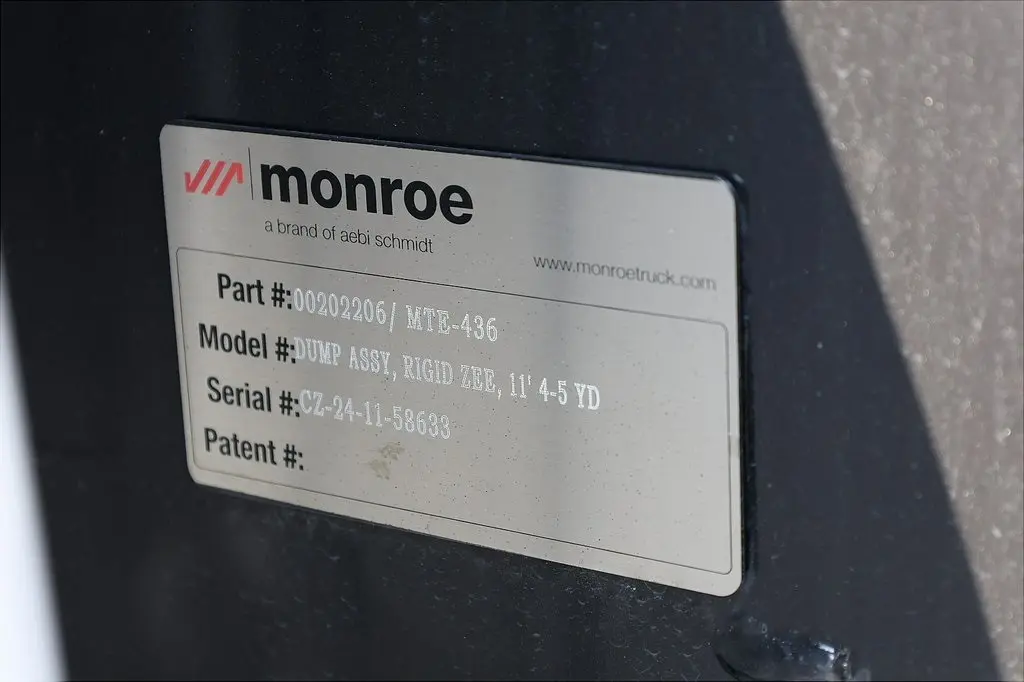 monroe
a brand of aebi schmidt
www.monroetruck.com
Part #:00202206/ MTE-436
Model #:DUMP ASSY, RIGID ZEE, 11' 4-5 YD
Serial #:CZ-24-11-58633
Patent #: